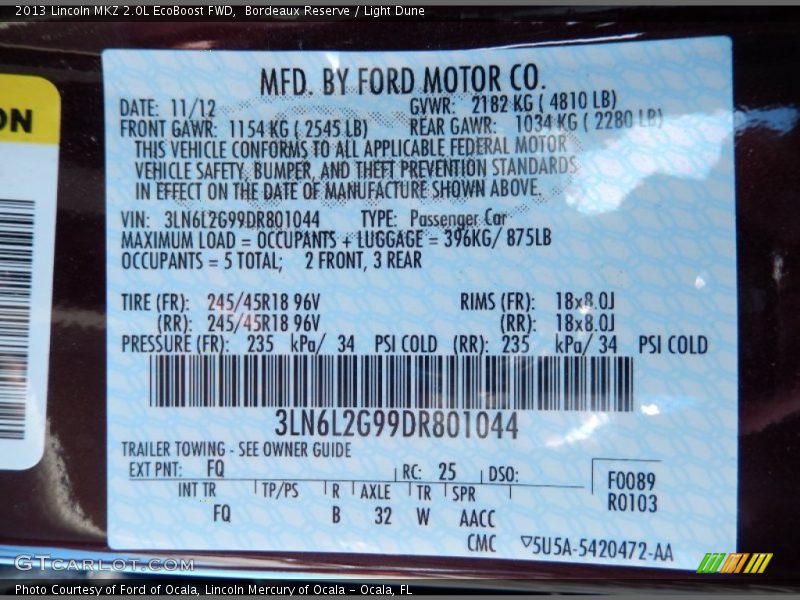 2013 Lincoln MKZ 2.0L EcoBoost FWD, Bordeaux Reserve / Light Dune
ON
MFD. BY FORD MOTOR CO.
DATE: 11/12 GVWR: 2182 KG ( 4810 LB)
FRONT GAWR: 1154 KG ( 2545 LB) REAR GAWR: 1034 KG ( 2280 LB)
THIS VEHICLE CONFORMS TO ALL APPLICABLE FEDERAL MOTOR
VEHICLE SAFETY, BUMPER, AND THEFT PREVENTION STANDARDS
IN EFFECT ON THE DATE OF MANUFACTURE SHOWN ABOVE.
VIN: 3LN6L2G99DR801044 TYPE: Passenger Car
MAXIMUM LOAD = OCCUPANTS + LUGGAGE = 396KG/ 875LB
OCCUPANTS = 5 TOTAL; 2 FRONT, 3 REAR
TIRE (FR): 245/45R18 96V RIMS (FR): 18x8.0J
(RR): 245/45R18 96V (RR): 18x8.0J
PRESSURE (FR): 235 kPa/ 34 PSI COLD (RR): 235 kPa/ 34 PSI COLD
3LN6L2G99DR801044
TRAILER TOWING - SEE OWNER GUIDE
EXT PNT: FQ RC: 25 DSO: F0089
INT TR TP/PS R AXLE TR SPR R0103
FQ B 32 W AACC
CMC ▽5U5A-5420472-AA
GTCARLOT.COM
Photo Courtesy of Ford of Ocala, Lincoln Mercury of Ocala - Ocala, FL